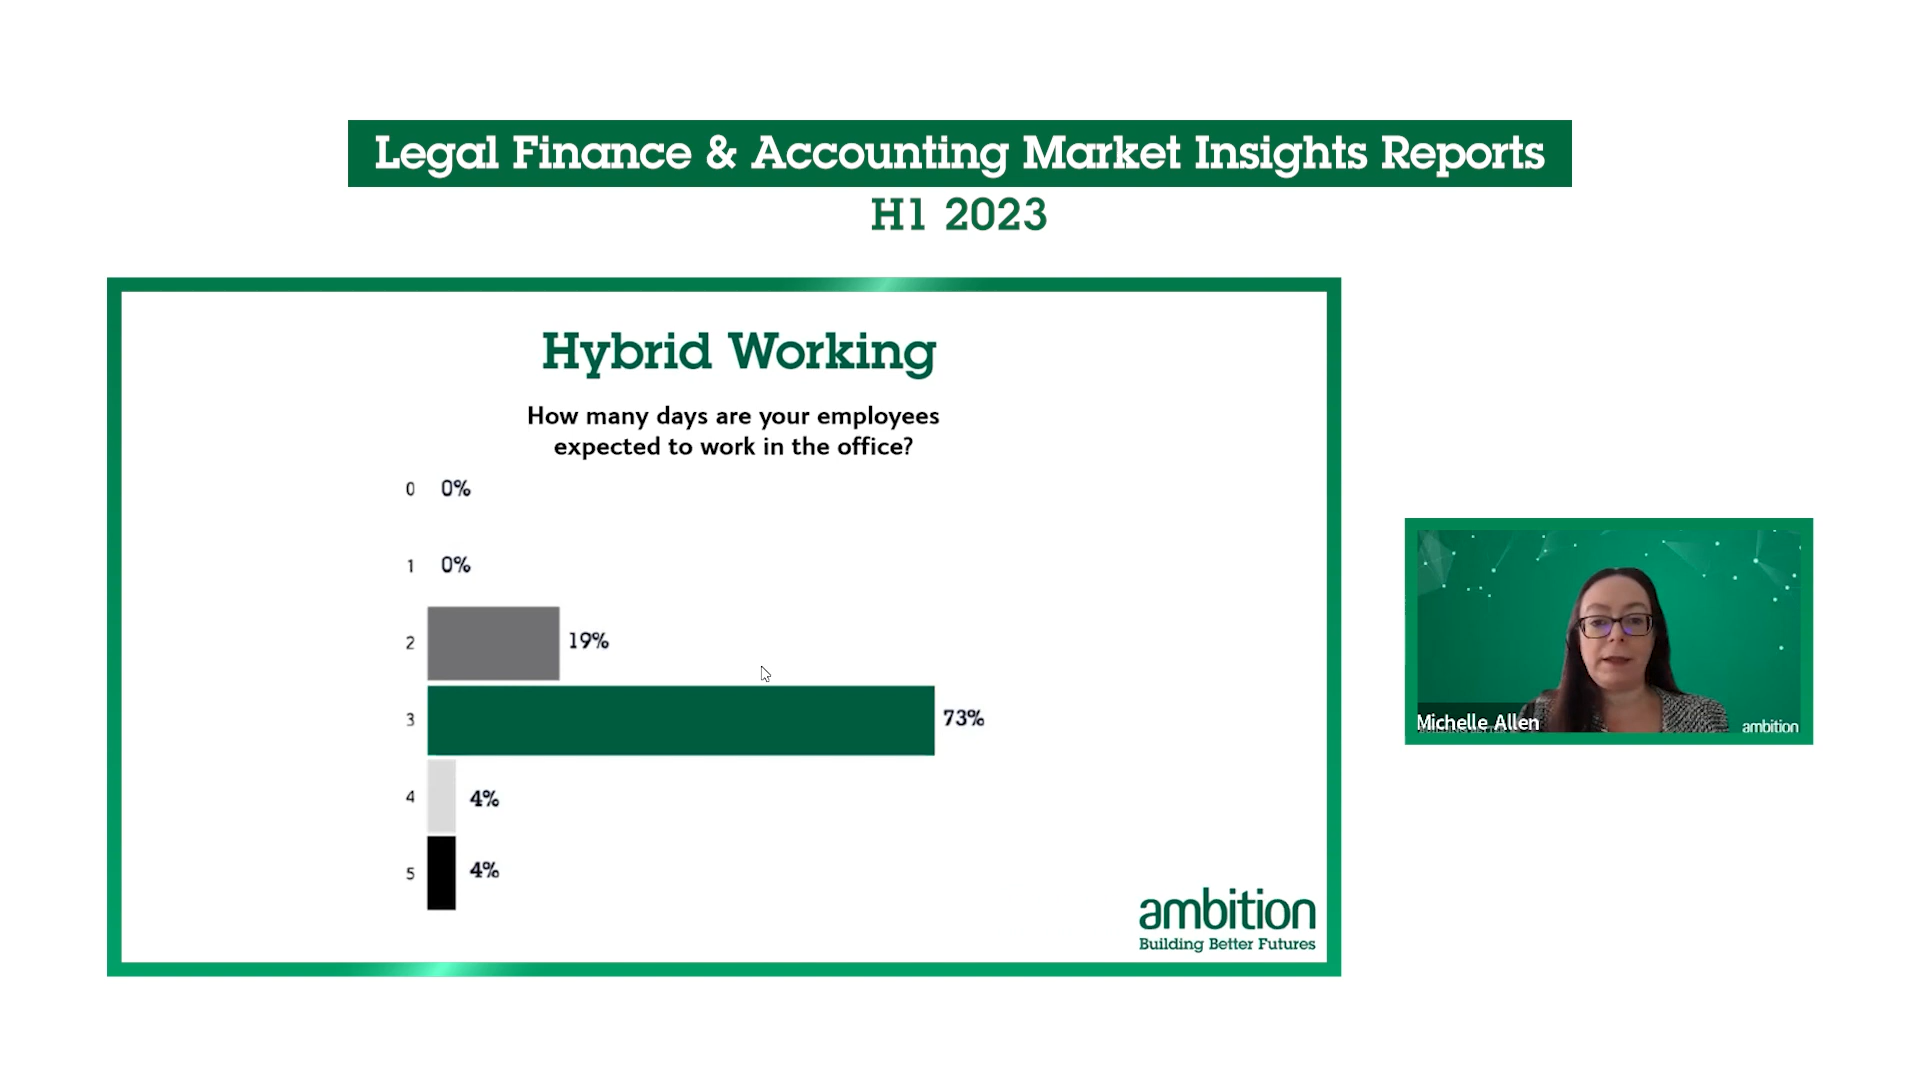 Legal Finance & Accounting Market Insights Reports
H1 2023
Hybrid Working
How many days are your employees
expected to work in the office?
0 0%
1 0%
2 19%
3 73%
4 4%
5 4%
ambition
Building Better Futures
Michelle Allen
ambition